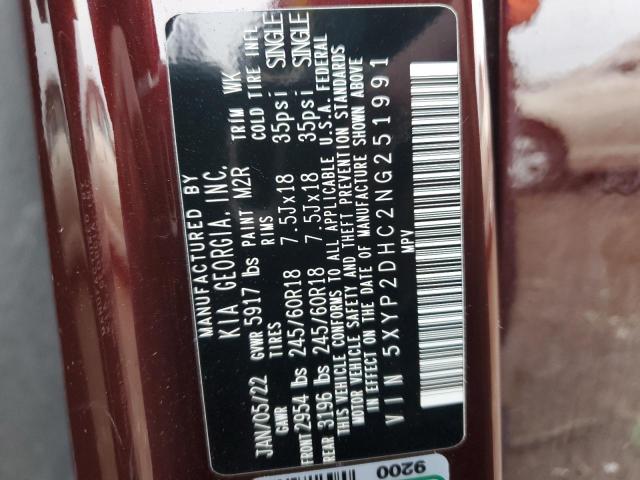 MANUFACTURED BY
KIA GEORGIA, INC.
JAN/05/22 GVWR 5917 lbs PAINT M2R TRIM WK
GAWR TIRES RIMS COLD TIRE INFL
FRONT 2954 lbs 245/60R18 7.5Jx18 35psi SINGLE
REAR 3196 lbs 245/60R18 7.5Jx18 35psi SINGLE
THIS VEHICLE CONFORMS TO ALL APPLICABLE U.S.A. FEDERAL
MOTOR VEHICLE SAFETY AND THEFT PREVENTION STANDARDS
IN EFFECT ON THE DATE OF MANUFACTURE SHOWN ABOVE
VIN 5XYP2DHC2NG251991
MPV
9200